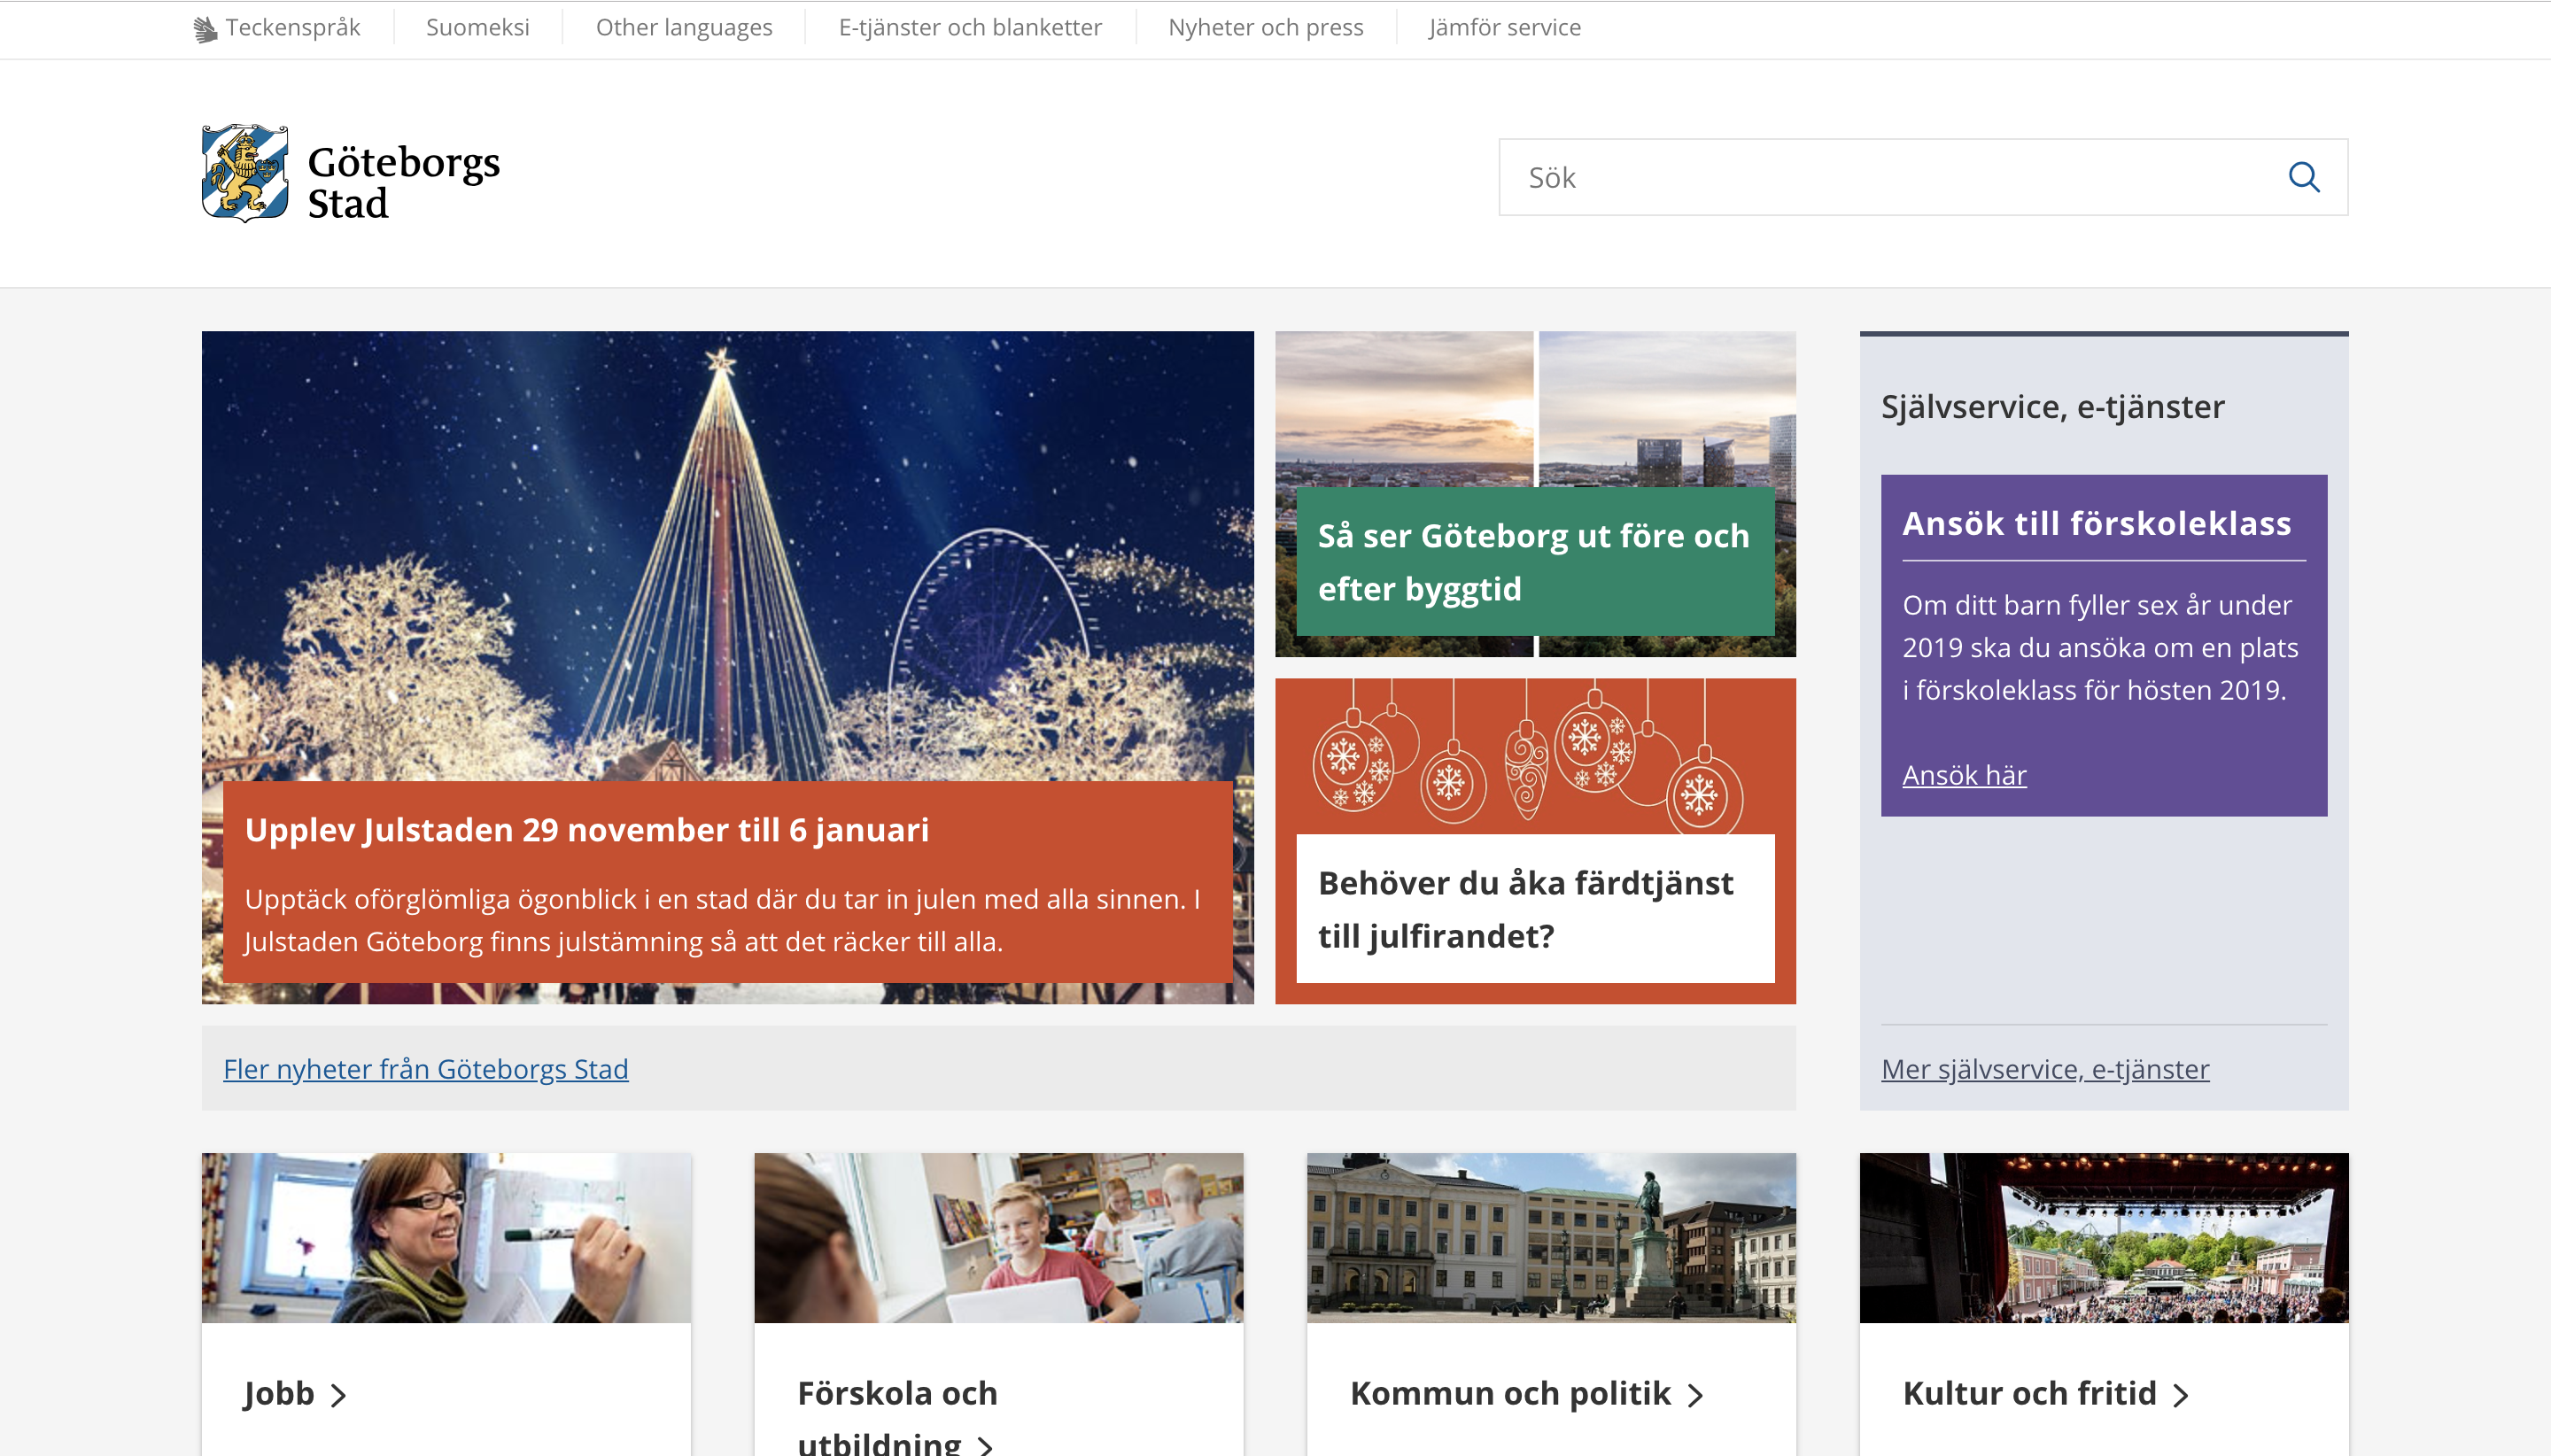 Teckenspråk
Suomeksi
Other languages
E-tjänster och blanketter
Nyheter och press
Jämför service
Göteborgs
Stad
Sök
Upplev Julstaden 29 november till 6 januari
Upptäck oförglömliga ögonblick i en stad där du tar in julen med alla sinnen. I
Julstaden Göteborg finns julstämning så att det räcker till alla.
Så ser Göteborg ut före och
efter byggtid
Behöver du åka färdtjänst
till julfirandet?
Självservice, e-tjänster
Ansök till förskoleklass
Om ditt barn fyller sex år under
2019 ska du ansöka om en plats
i förskoleklass för hösten 2019.
Ansök här
Fler nyheter från Göteborgs Stad
Mer självservice, e-tjänster
Jobb
Förskola och
utbildning
Kommun och politik
Kultur och fritid